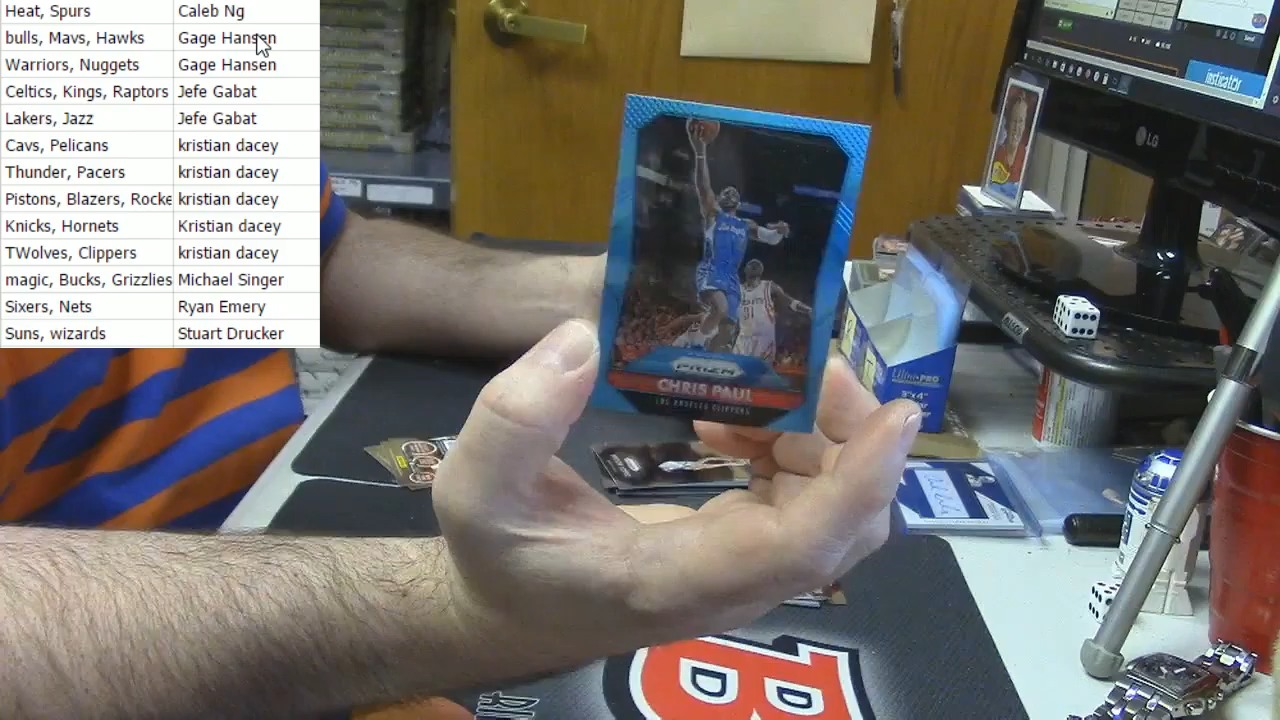 Heat, Spurs Caleb Ng
bulls, Mavs, Hawks Gage Hansen
Warriors, Nuggets Gage Hansen
Celtics, Kings, Raptors Jefe Gabat
Lakers, Jazz Jefe Gabat
Cavs, Pelicans kristian dacey
Thunder, Pacers kristian dacey
Pistons, Blazers, Rocke kristian dacey
Knicks, Hornets Kristian dacey
TWolves, Clippers kristian dacey
magic, Bucks, Grizzlies Michael Singer
Sixers, Nets Ryan Emery
Suns, wizards Stuart Drucker
insticator
LG
PRIZM
CHRIS PAUL
LOS ANGELES CLIPPERS
Ultra-PRO
3"x4"
B